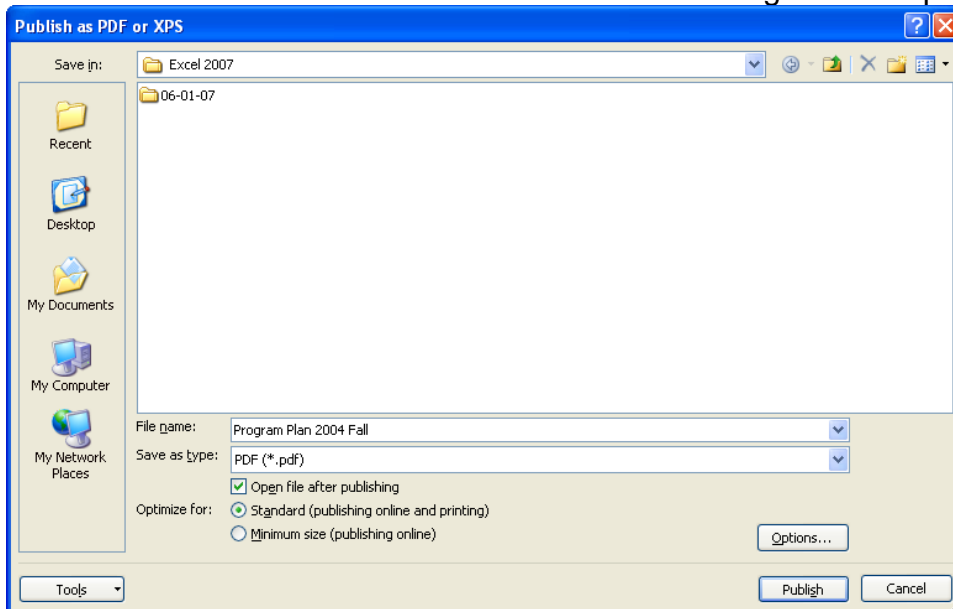 Publish as PDF or XPS
Save in:
Excel 2007
06-01-07
Recent
Desktop
My Documents
My Computer
My Network
Places
File name:
Program Plan 2004 Fall
Save as type:
PDF (*.pdf)
Open file after publishing
Optimize for:
Standard (publishing online and printing)
Minimum size (publishing online)
Options...
Tools
Publish
Cancel